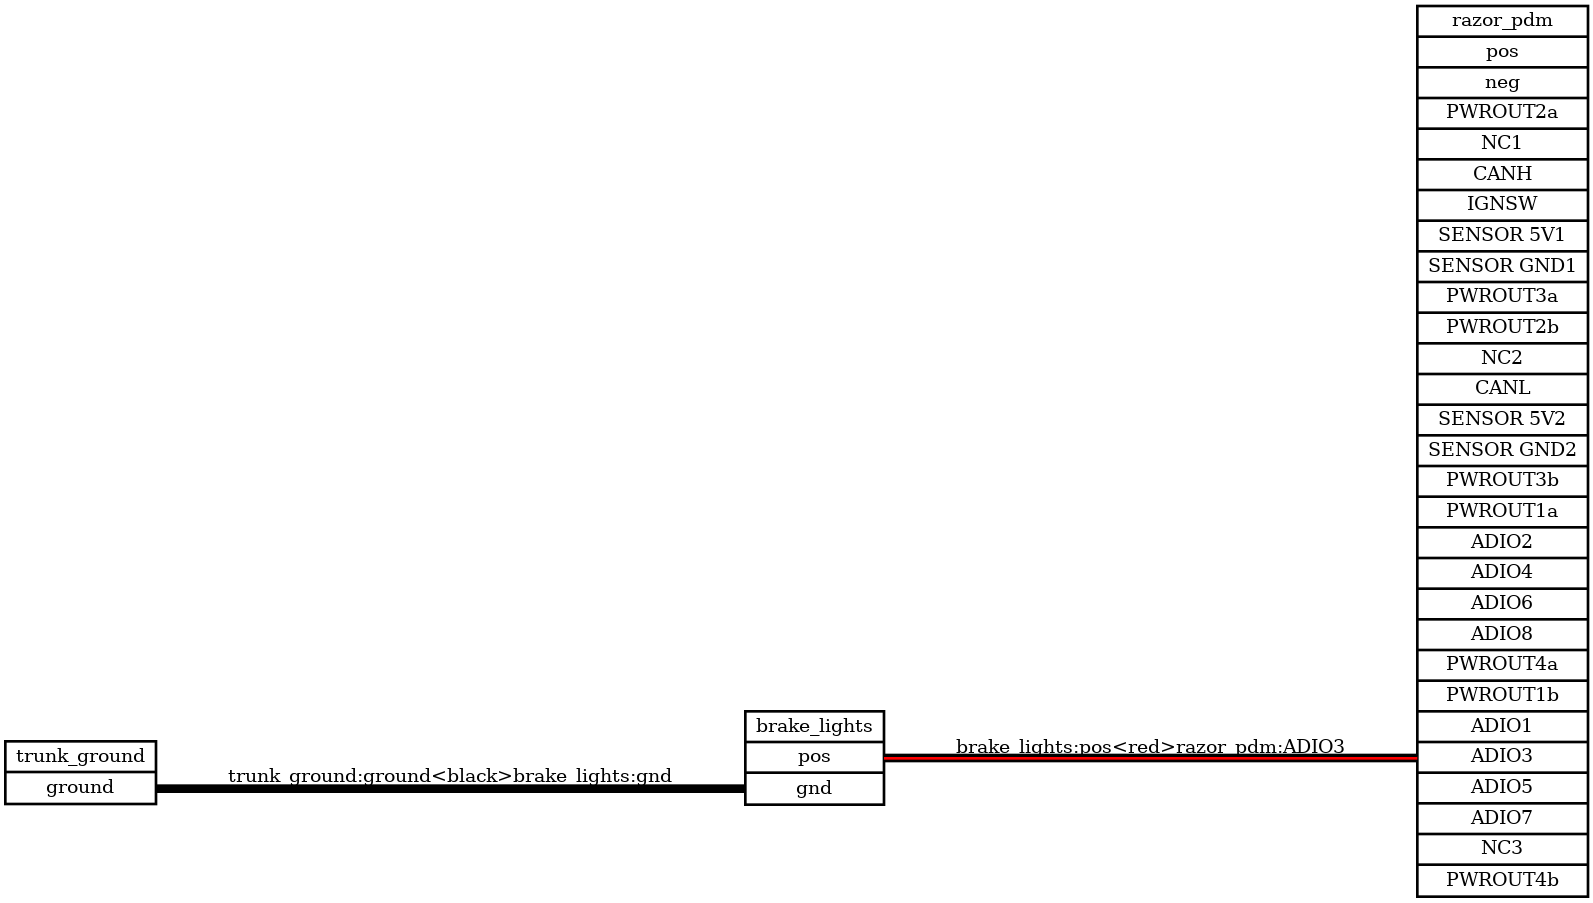 trunk_ground
ground
trunk_ground:ground<black>brake_lights:gnd
brake_lights
pos
gnd
brake_lights:pos<red>razor_pdm:ADIO3
razor_pdm
pos
neg
PWROUT2a
NC1
CANH
IGNSW
SENSOR 5V1
SENSOR GND1
PWROUT3a
PWROUT2b
NC2
CANL
SENSOR 5V2
SENSOR GND2
PWROUT3b
PWROUT1a
ADIO2
ADIO4
ADIO6
ADIO8
PWROUT4a
PWROUT1b
ADIO1
ADIO3
ADIO5
ADIO7
NC3
PWROUT4b